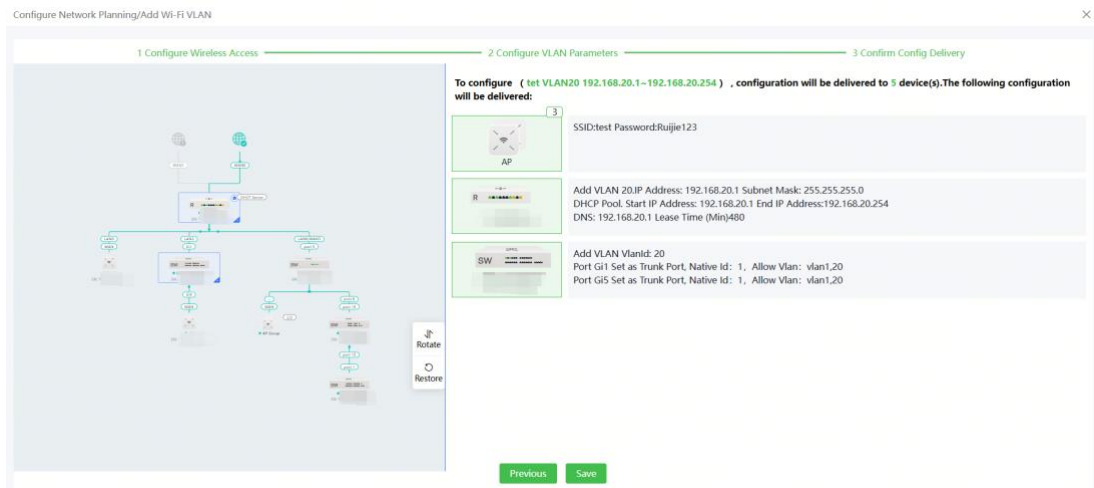 Configure Network Planning/Add Wi-Fi VLAN
1 Configure Wireless Access
2 Configure VLAN Parameters
3 Confirm Config Delivery
To configure ( tet VLAN20 192.168.20.1~192.168.20.254 ) , configuration will be delivered to 5 device(s).The following configuration
will be delivered:
3
AP
SSID:test Password:Ruijie123
R
Add VLAN 20.IP Address: 192.168.20.1 Subnet Mask: 255.255.255.0
DHCP Pool. Start IP Address: 192.168.20.1 End IP Address:192.168.20.254
DNS: 192.168.20.1 Lease Time (Min)480
SW
Add VLAN VlanId: 20
Port Gi1 Set as Trunk Port, Native Id: 1, Allow Vlan: vlan1,20
Port Gi5 Set as Trunk Port, Native Id: 1, Allow Vlan: vlan1,20
Rotate
Restore
Previous
Save